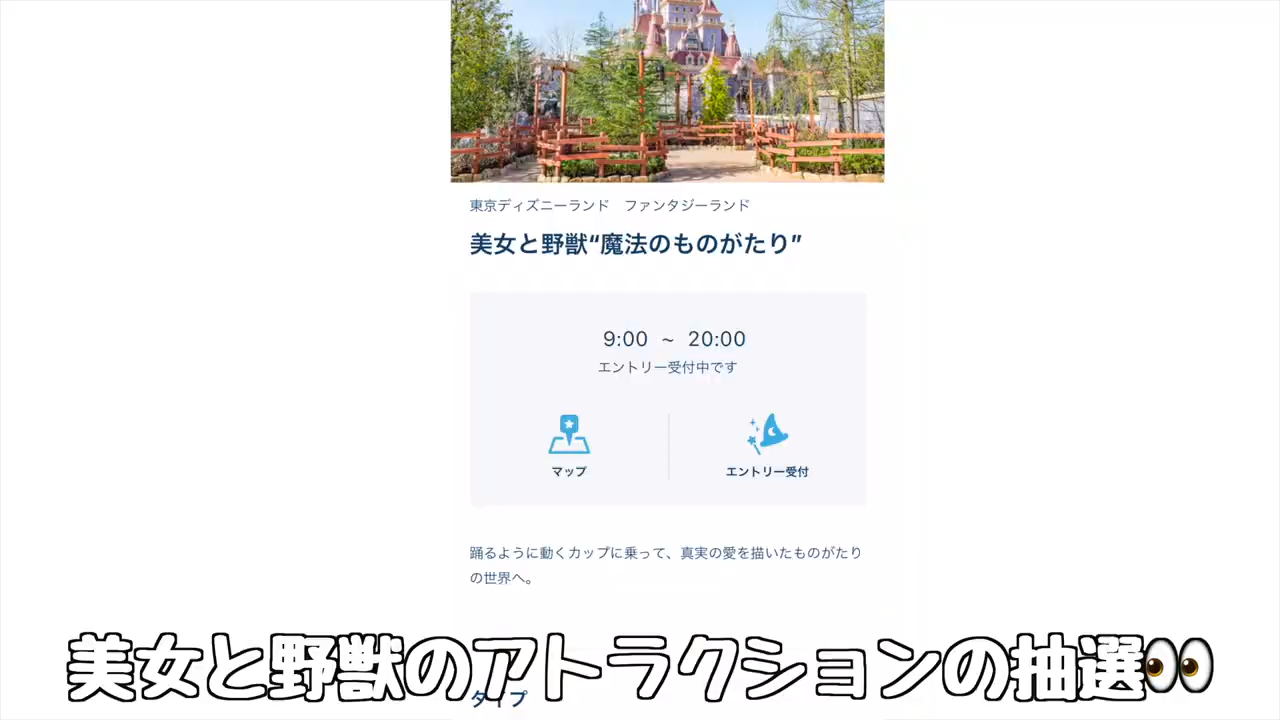 東京ディズニーランド　ファンタジーランド
美女と野獣“魔法のものがたり”
9:00 ~ 20:00
エントリー受付中です
マップ
エントリー受付
踊るように動くカップに乗って、真実の愛を描いたものがたり
の世界へ。
美女と野獣のアトラクションの抽選👀
タイプ